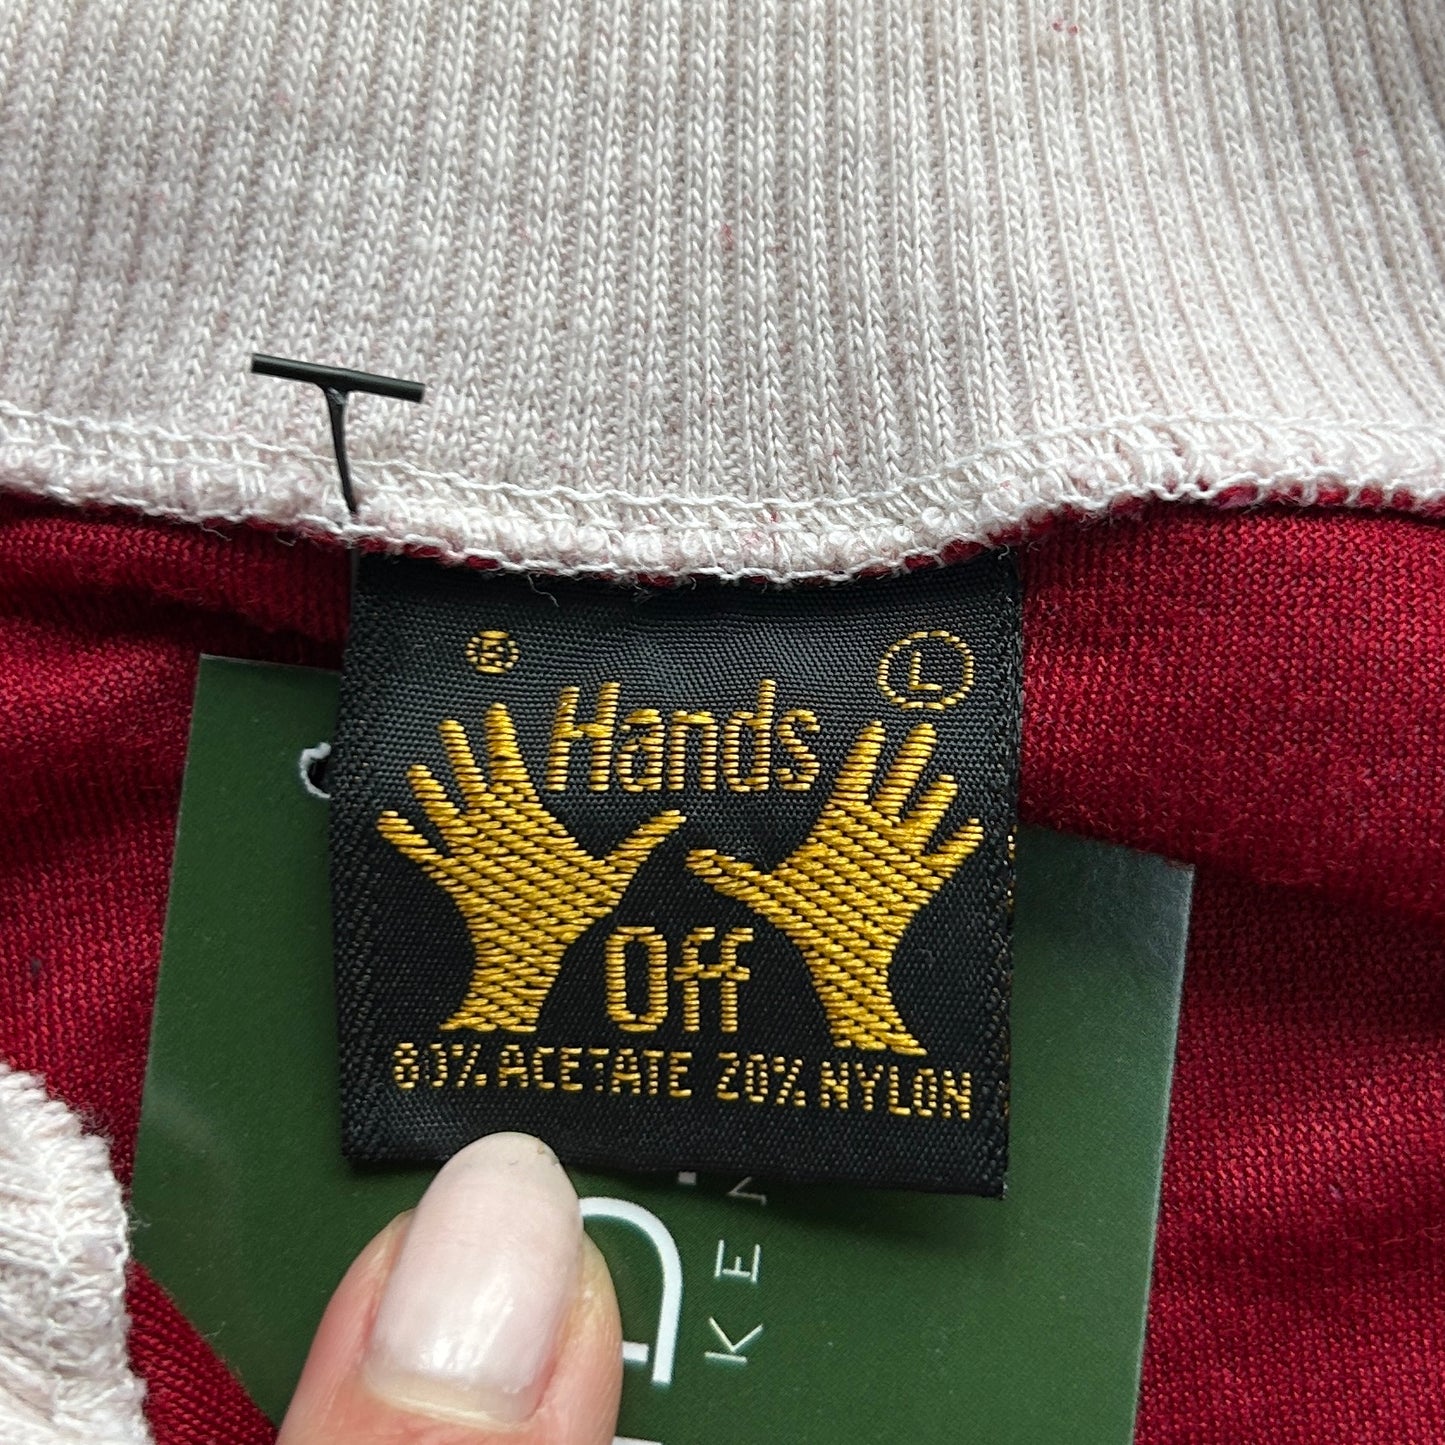 ®
L
Hands
Off
80% ACETATE 20% NYLON